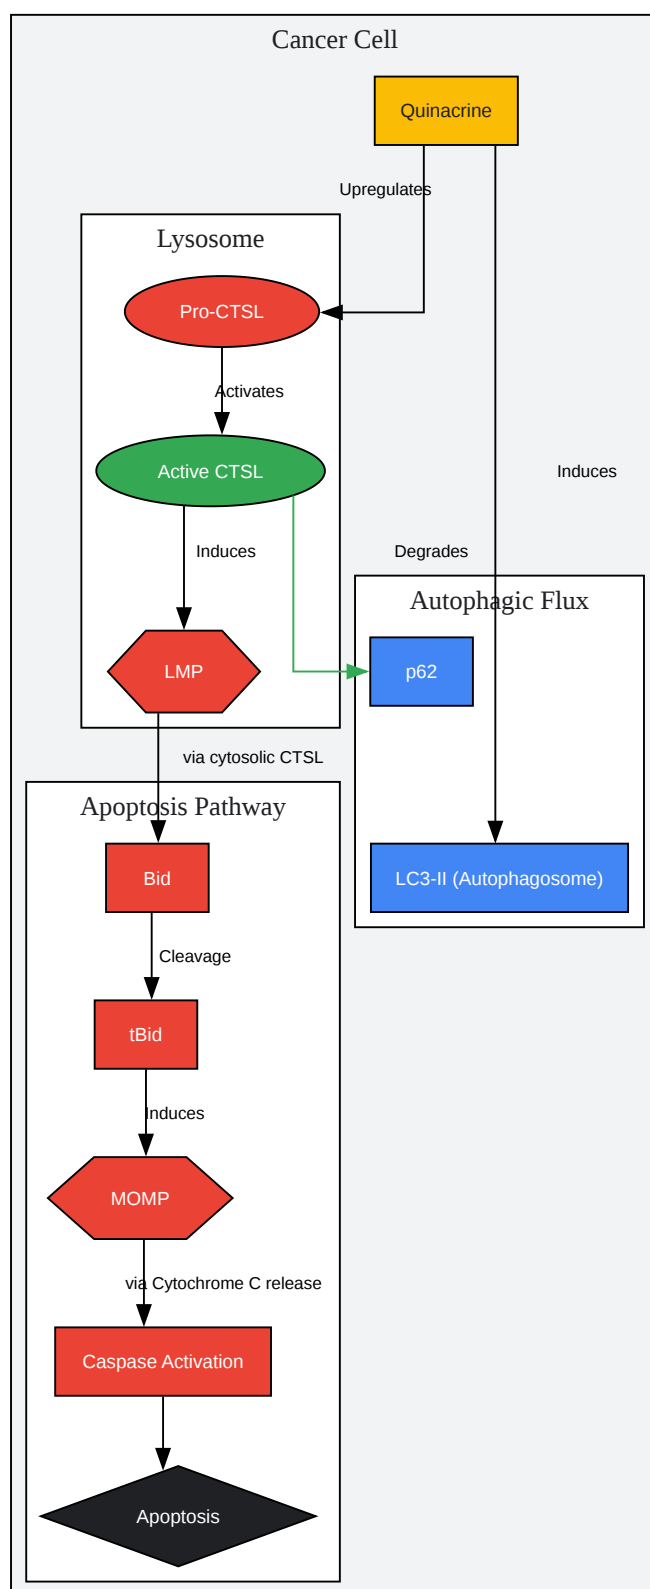 Cancer Cell
Quinacrine
Upregulates
Lysosome
Pro-CTSL
Activates
Active CTSL
Induces
Induces
Degrades
Autophagic Flux
LMP
p62
via cytosolic CTSL
Apoptosis Pathway
Bid
LC3-II (Autophagosome)
Cleavage
tBid
Induces
MOMP
via Cytochrome C release
Caspase Activation
Apoptosis